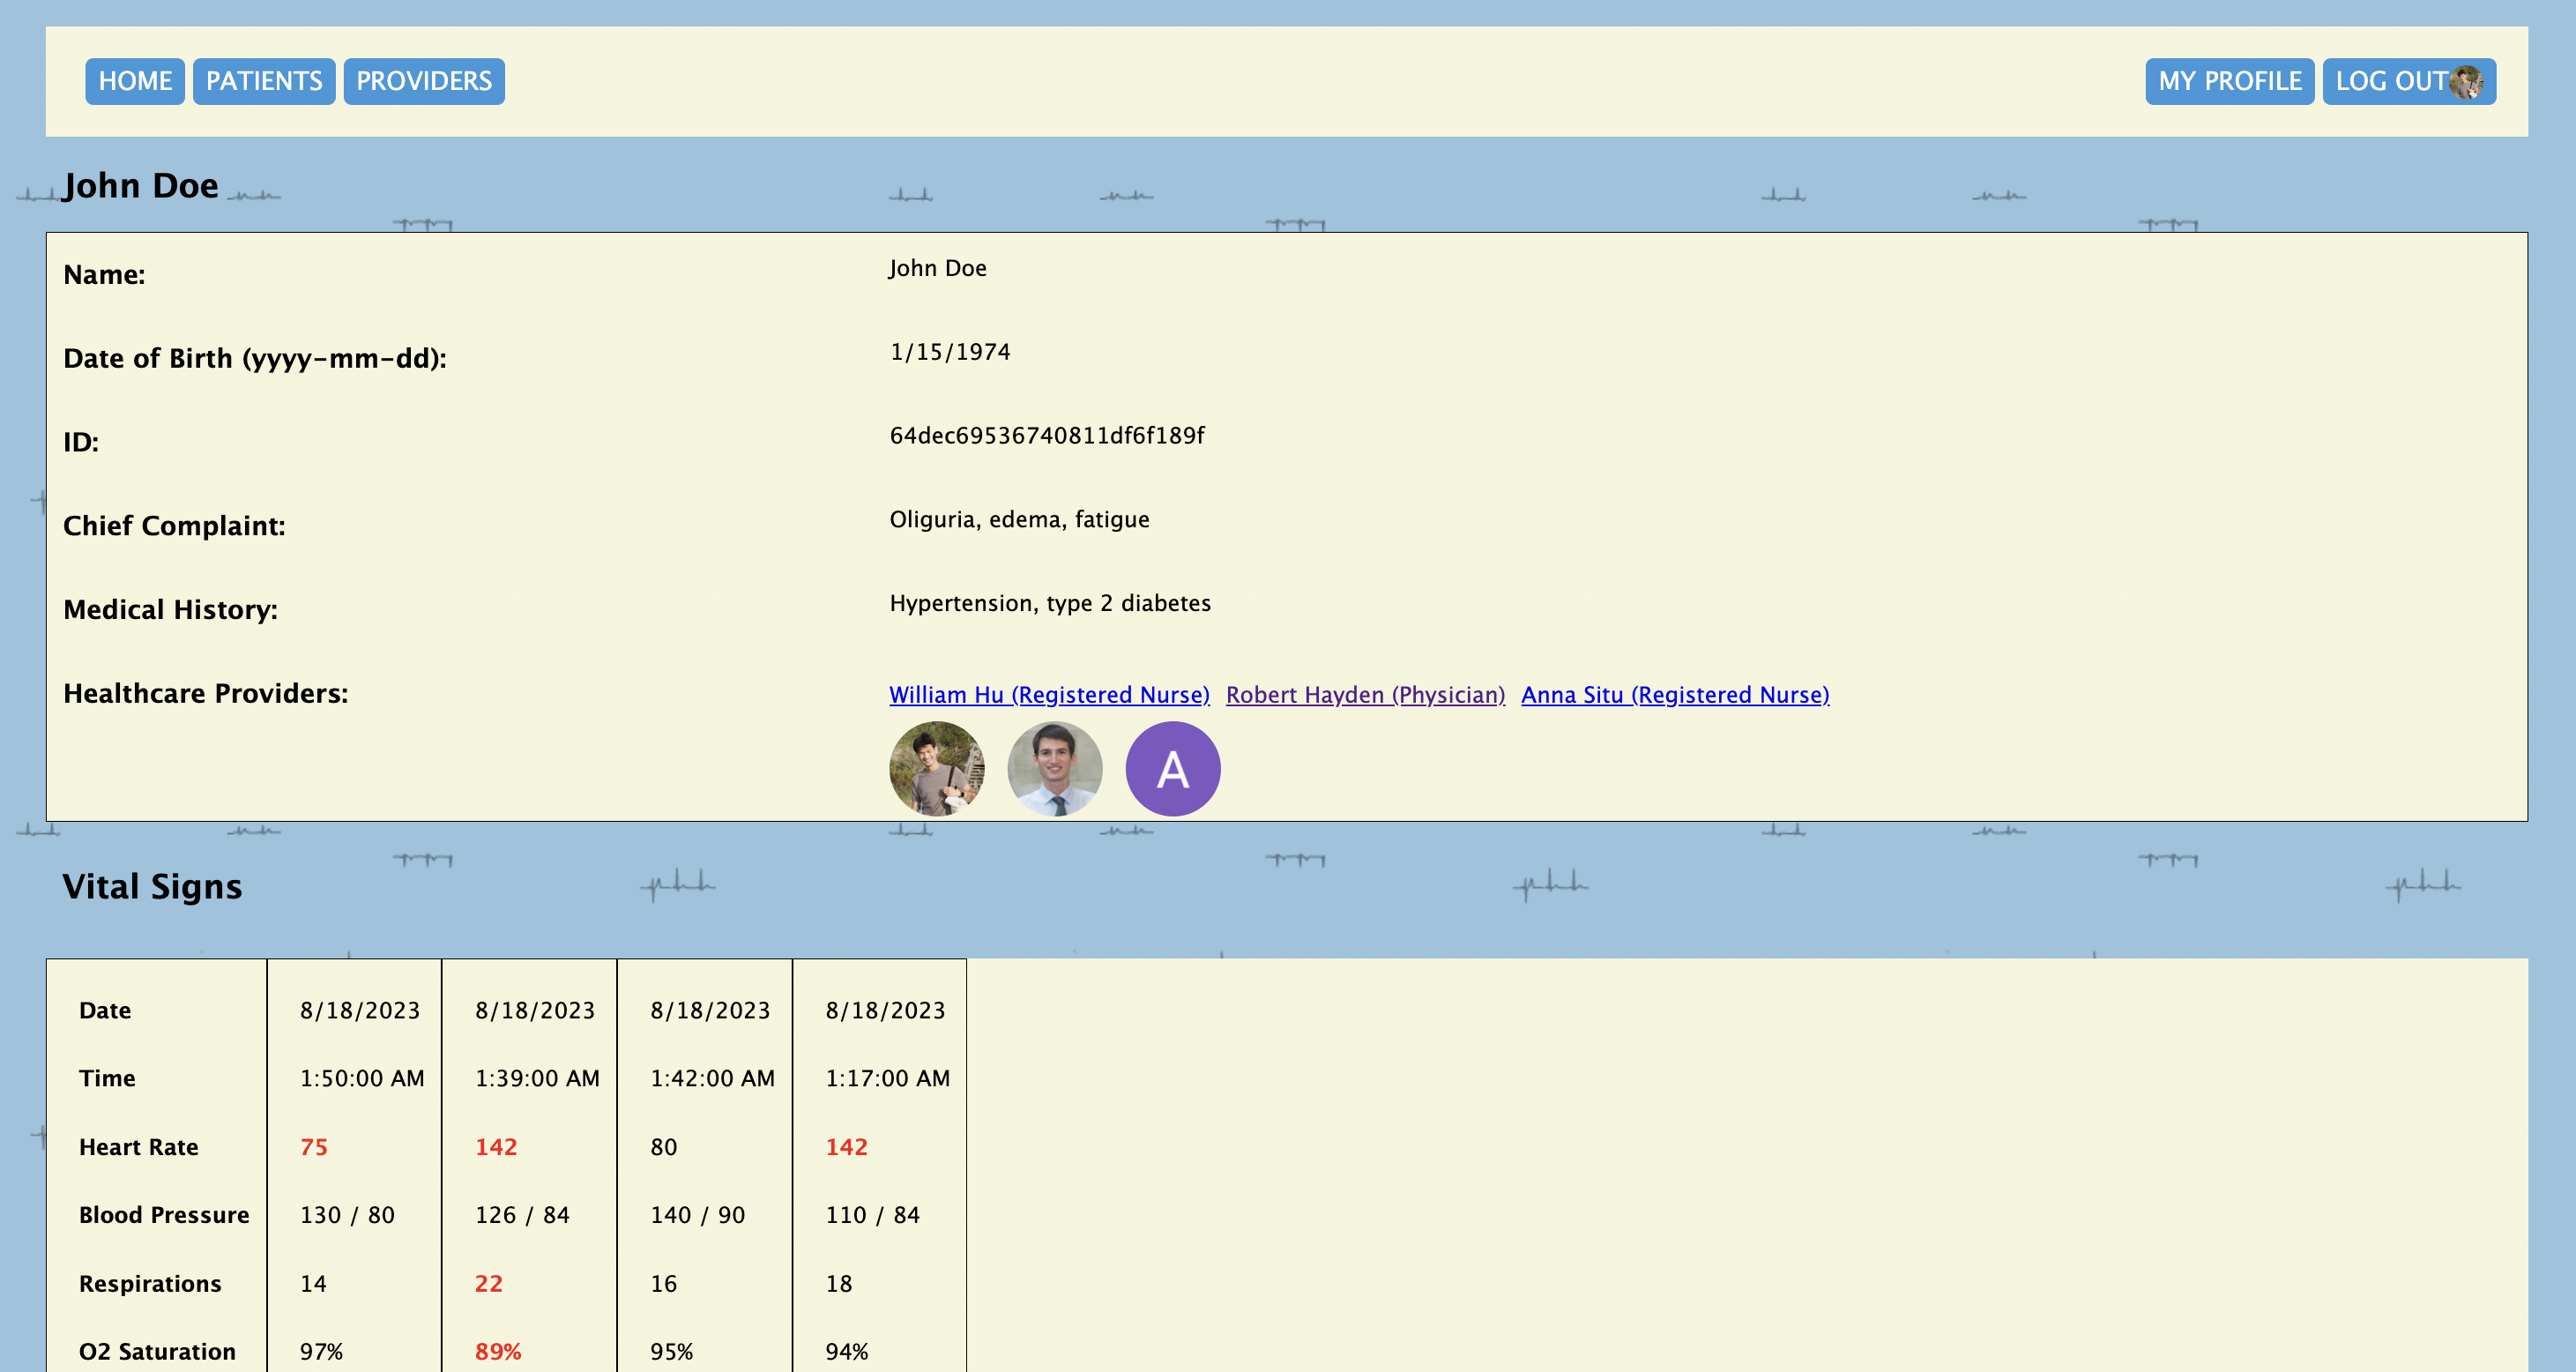 HOME PATIENTS PROVIDERS MY PROFILE LOG OUT
John Doe
Name: John Doe
Date of Birth (yyyy-mm-dd): 1/15/1974
ID: 64dec69536740811df6f189f
Chief Complaint: Oliguria, edema, fatigue
Medical History: Hypertension, type 2 diabetes
Healthcare Providers: William Hu (Registered Nurse) Robert Hayden (Physician) Anna Situ (Registered Nurse)
A
Vital Signs
Date 8/18/2023 8/18/2023 8/18/2023 8/18/2023
Time 1:50:00 AM 1:39:00 AM 1:42:00 AM 1:17:00 AM
Heart Rate 75 142 80 142
Blood Pressure 130 / 80 126 / 84 140 / 90 110 / 84
Respirations 14 22 16 18
O2 Saturation 97% 89% 95% 94%